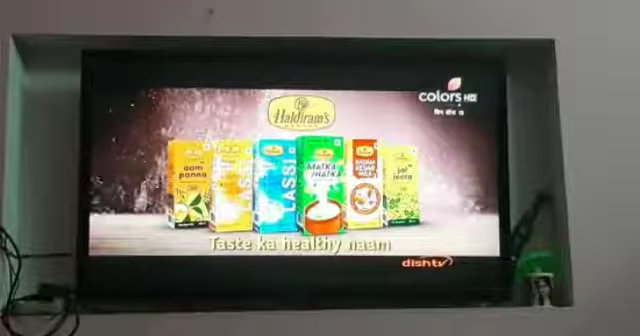 Haldiram's
NAGPUR
colors HD
aam
panna
LASSI
LASSI
MATKA
JHATKA
BADAM
KESAR
MILK
jal
jeera
Taste ka healthy naam
dishtv